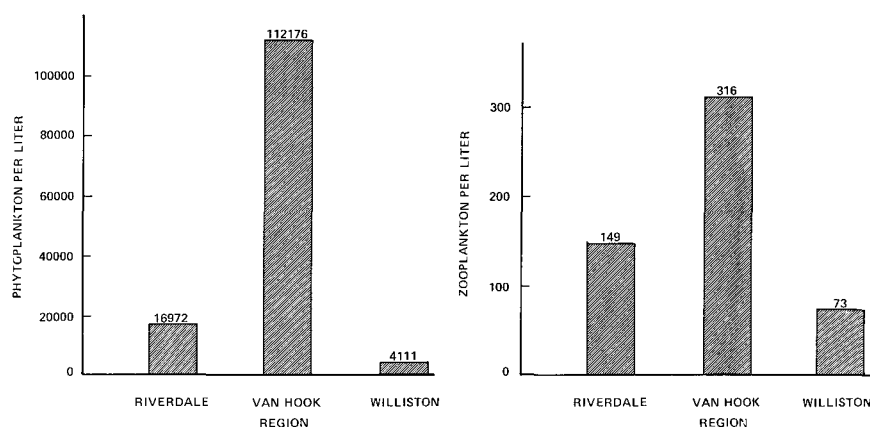 PHYTOPLANKTON PER LITER
100000
80000
60000
40000
20000
0
112176
16972
4111
RIVERDALE VAN HOOK WILLISTON
REGION
ZOOPLANKTON PER LITER
300
200
100
0
316
149
73
RIVERDALE VAN HOOK WILLISTON
REGION